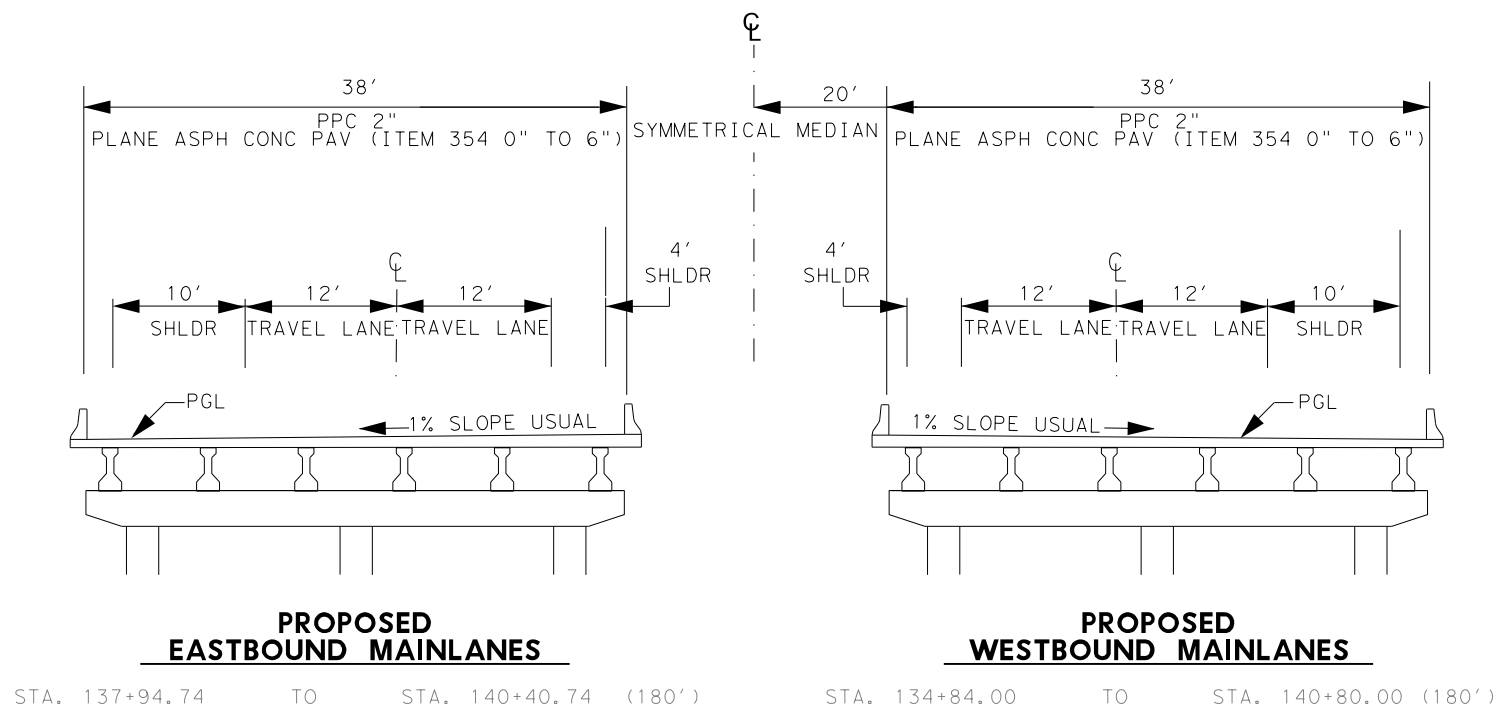 ℄
38'
PPC 2"
PLANE ASPH CONC PAV (ITEM 354 0" TO 6")
20'
SYMMETRICAL MEDIAN
38'
PPC 2"
PLANE ASPH CONC PAV (ITEM 354 0" TO 6")
4'
SHLDR
℄
10'
SHLDR
12'
TRAVEL LANE
12'
TRAVEL LANE
4'
SHLDR
℄
12'
TRAVEL LANE
12'
TRAVEL LANE
10'
SHLDR
PGL
1% SLOPE USUAL
1% SLOPE USUAL
PGL
PROPOSED
EASTBOUND MAINLANES
PROPOSED
WESTBOUND MAINLANES
STA. 137+94.74 TO STA. 140+40.74 (180')
STA. 134+84.00 TO STA. 140+80.00 (180')